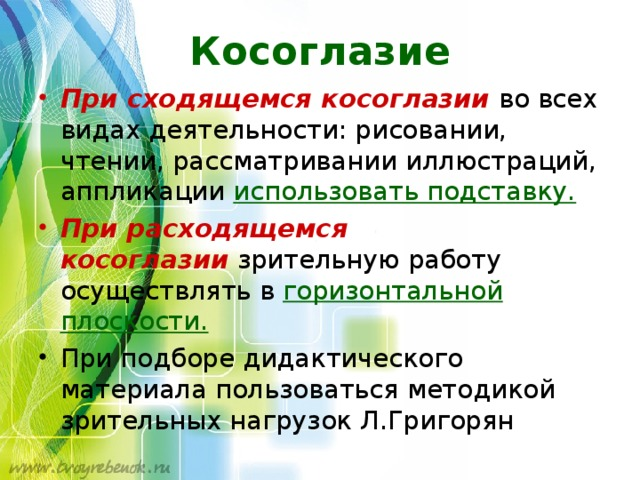 Косоглазие
• При сходящемся косоглазии во всех
видах деятельности: рисовании,
чтении, рассматривании иллюстраций,
аппликации использовать подставку.
• При расходящемся
косоглазии зрительную работу
осуществлять в горизонтальной
плоскости.
• При подборе дидактического
материала пользоваться методикой
зрительных нагрузок Л.Григорян
www.tvoyrebenok.ru